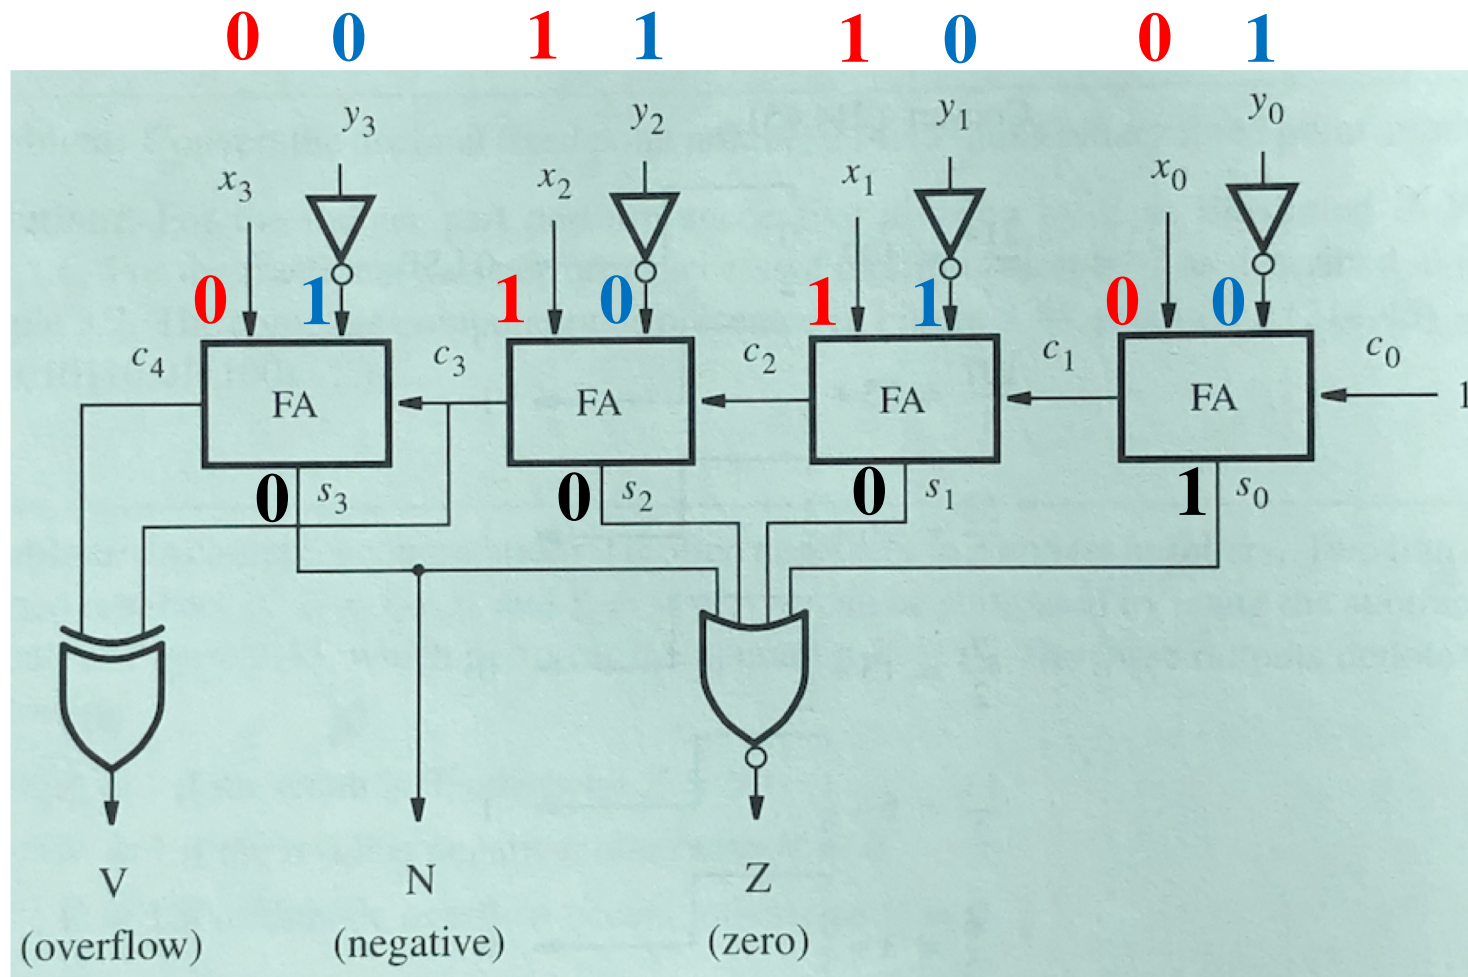 0 0 1 1 1 0 0 1
y3 y2 y1 y0
x3 x2 x1 x0
0 1 1 0 1 1 0 0
c4 c3 c2 c1 c0
FA FA FA FA 1
0 s3 0 s2 0 s1 1 s0
V N Z
(overflow) (negative) (zero)